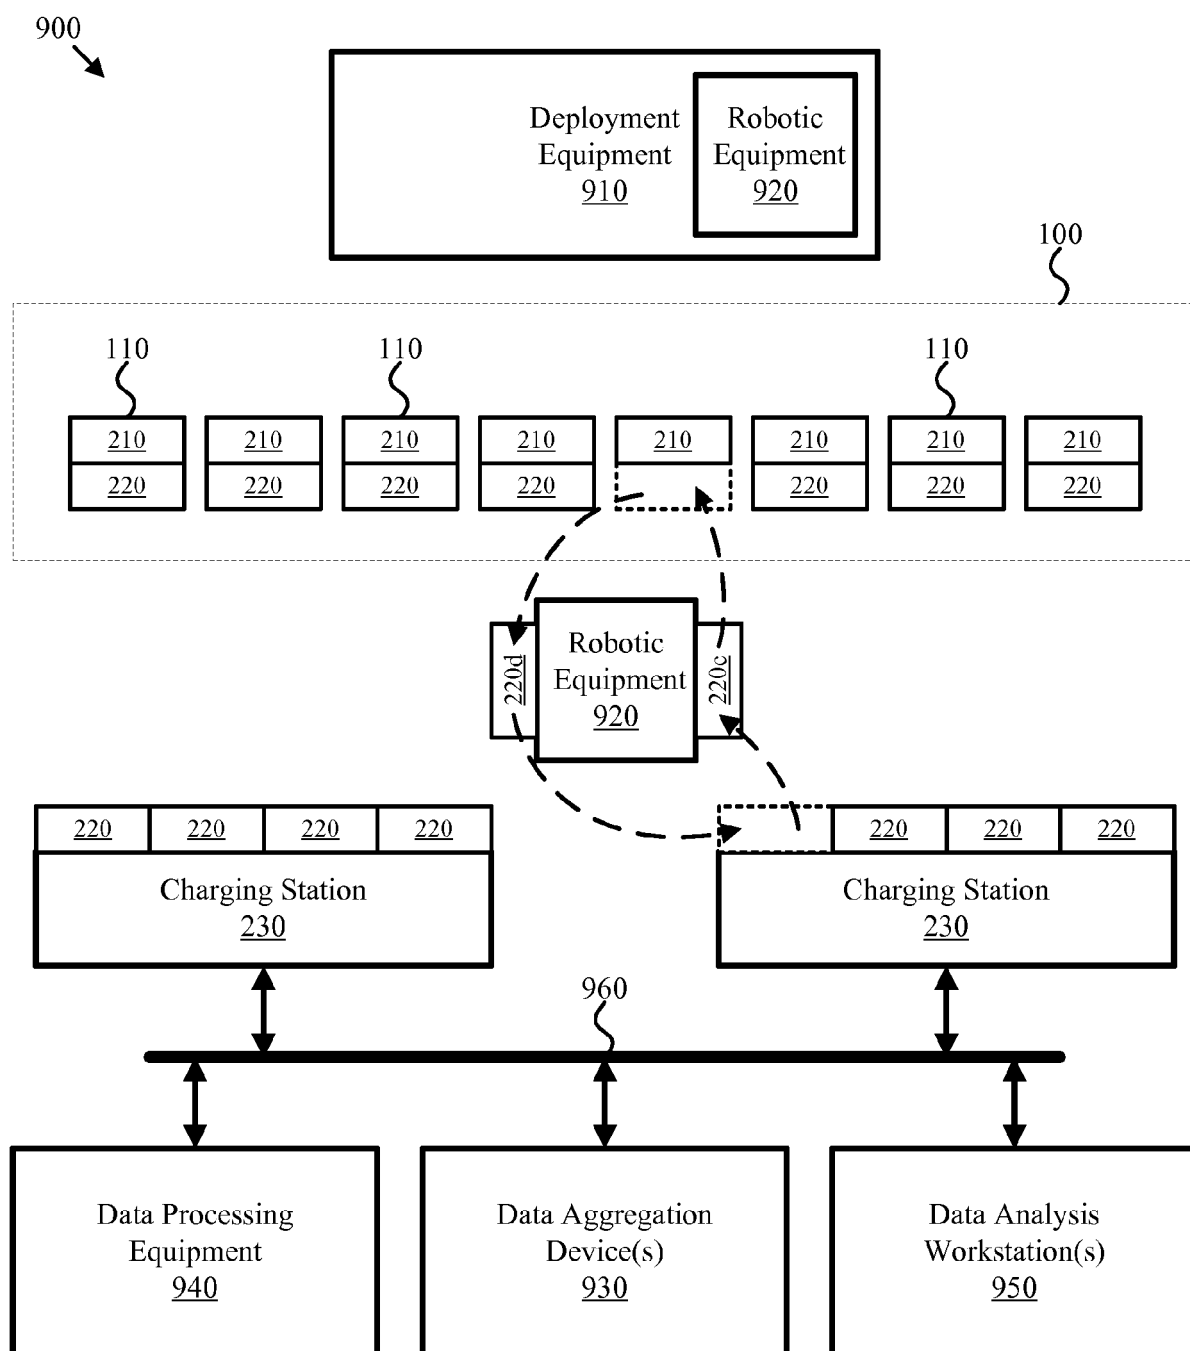 900
Deployment
Equipment
910
Robotic
Equipment
920
100
110 110 110
210 210 210 210 210 210 210 210
220 220 220 220 220 220 220
220d
Robotic
Equipment
920
220c
220 220 220 220
Charging Station
230
220 220 220
Charging Station
230
960
Data Processing
Equipment
940
Data Aggregation
Device(s)
930
Data Analysis
Workstation(s)
950